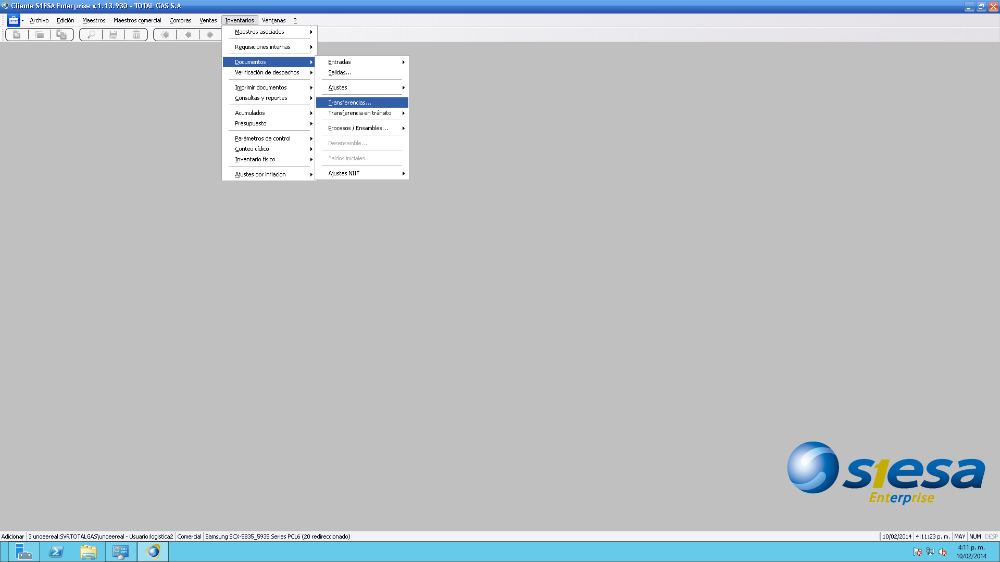 Cliente S1ESA Enterprise v.1.13.930 - TOTAL GAS S.A
Archivo Edición Maestros Maestros comercial Compras Ventas Inventarios Ventanas ?
Maestros asociados
Requisiciones internas
Documentos
Verificación de despachos
Imprimir documentos
Consultas y reportes
Acumulados
Presupuesto
Parámetros de control
Conteo cíclico
Inventario físico
Ajustes por inflación
Entradas
Salidas...
Ajustes
Transferencias...
Transferencia en tránsito
Procesos / Ensambles...
Desensamble...
Saldos iniciales...
Ajustes NIIF
s1esa
Enterprise
Adicionar 3 unoeereal:SVRTOTALGAS\unoeereal - Usuario:logistica2 Comercial Samsung SCX-5835_5935 Series PCL6 (20 redireccionado) 10/02/2014 4:11:23 p. m. MAY NUM DESP
4:11 p. m.
10/02/2014